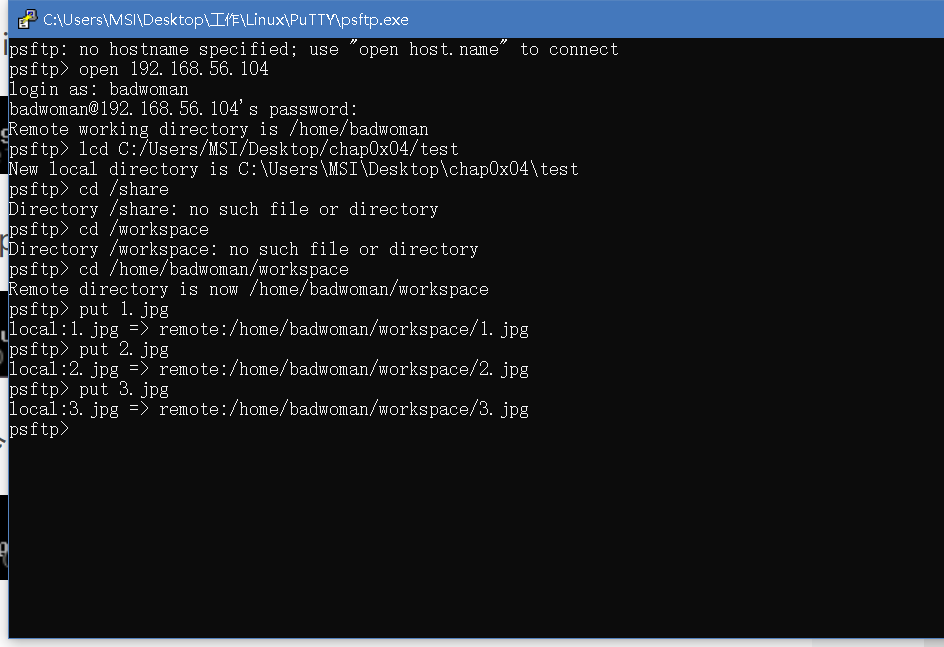 C:\Users\MSI\Desktop\工作\Linux\PuTTY\psftp.exe
psftp: no hostname specified; use "open host.name" to connect
psftp> open 192.168.56.104
login as: badwoman
badwoman@192.168.56.104's password:
Remote working directory is /home/badwoman
psftp> lcd C:/Users/MSI/Desktop/chap0x04/test
New local directory is C:\Users\MSI\Desktop\chap0x04\test
psftp> cd /share
Directory /share: no such file or directory
psftp> cd /workspace
Directory /workspace: no such file or directory
psftp> cd /home/badwoman/workspace
Remote directory is now /home/badwoman/workspace
psftp> put 1.jpg
local:1.jpg => remote:/home/badwoman/workspace/1.jpg
psftp> put 2.jpg
local:2.jpg => remote:/home/badwoman/workspace/2.jpg
psftp> put 3.jpg
local:3.jpg => remote:/home/badwoman/workspace/3.jpg
psftp>